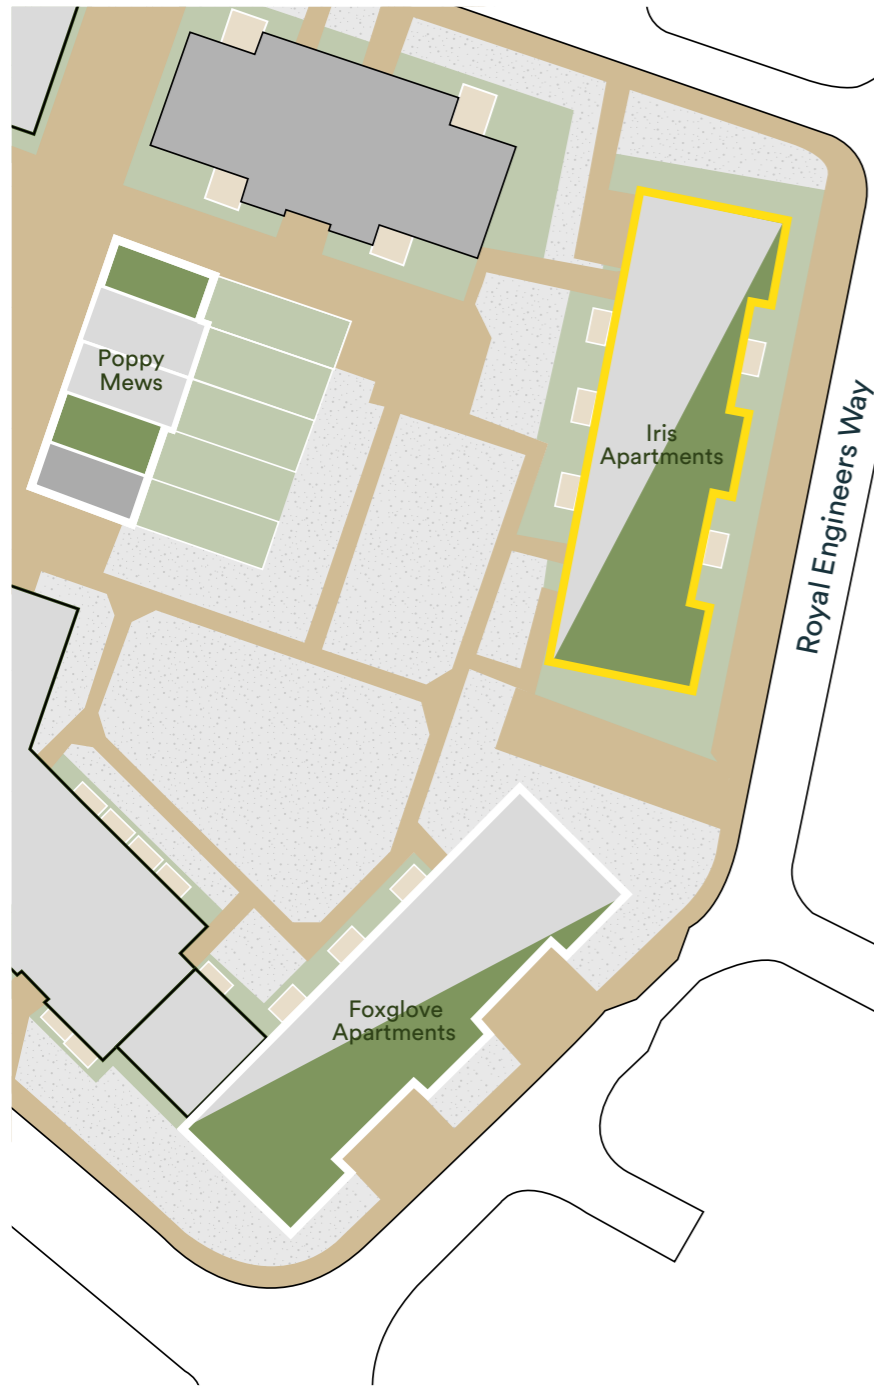 Poppy
Mews
Iris
Apartments
Royal Engineers Way
Foxglove
Apartments